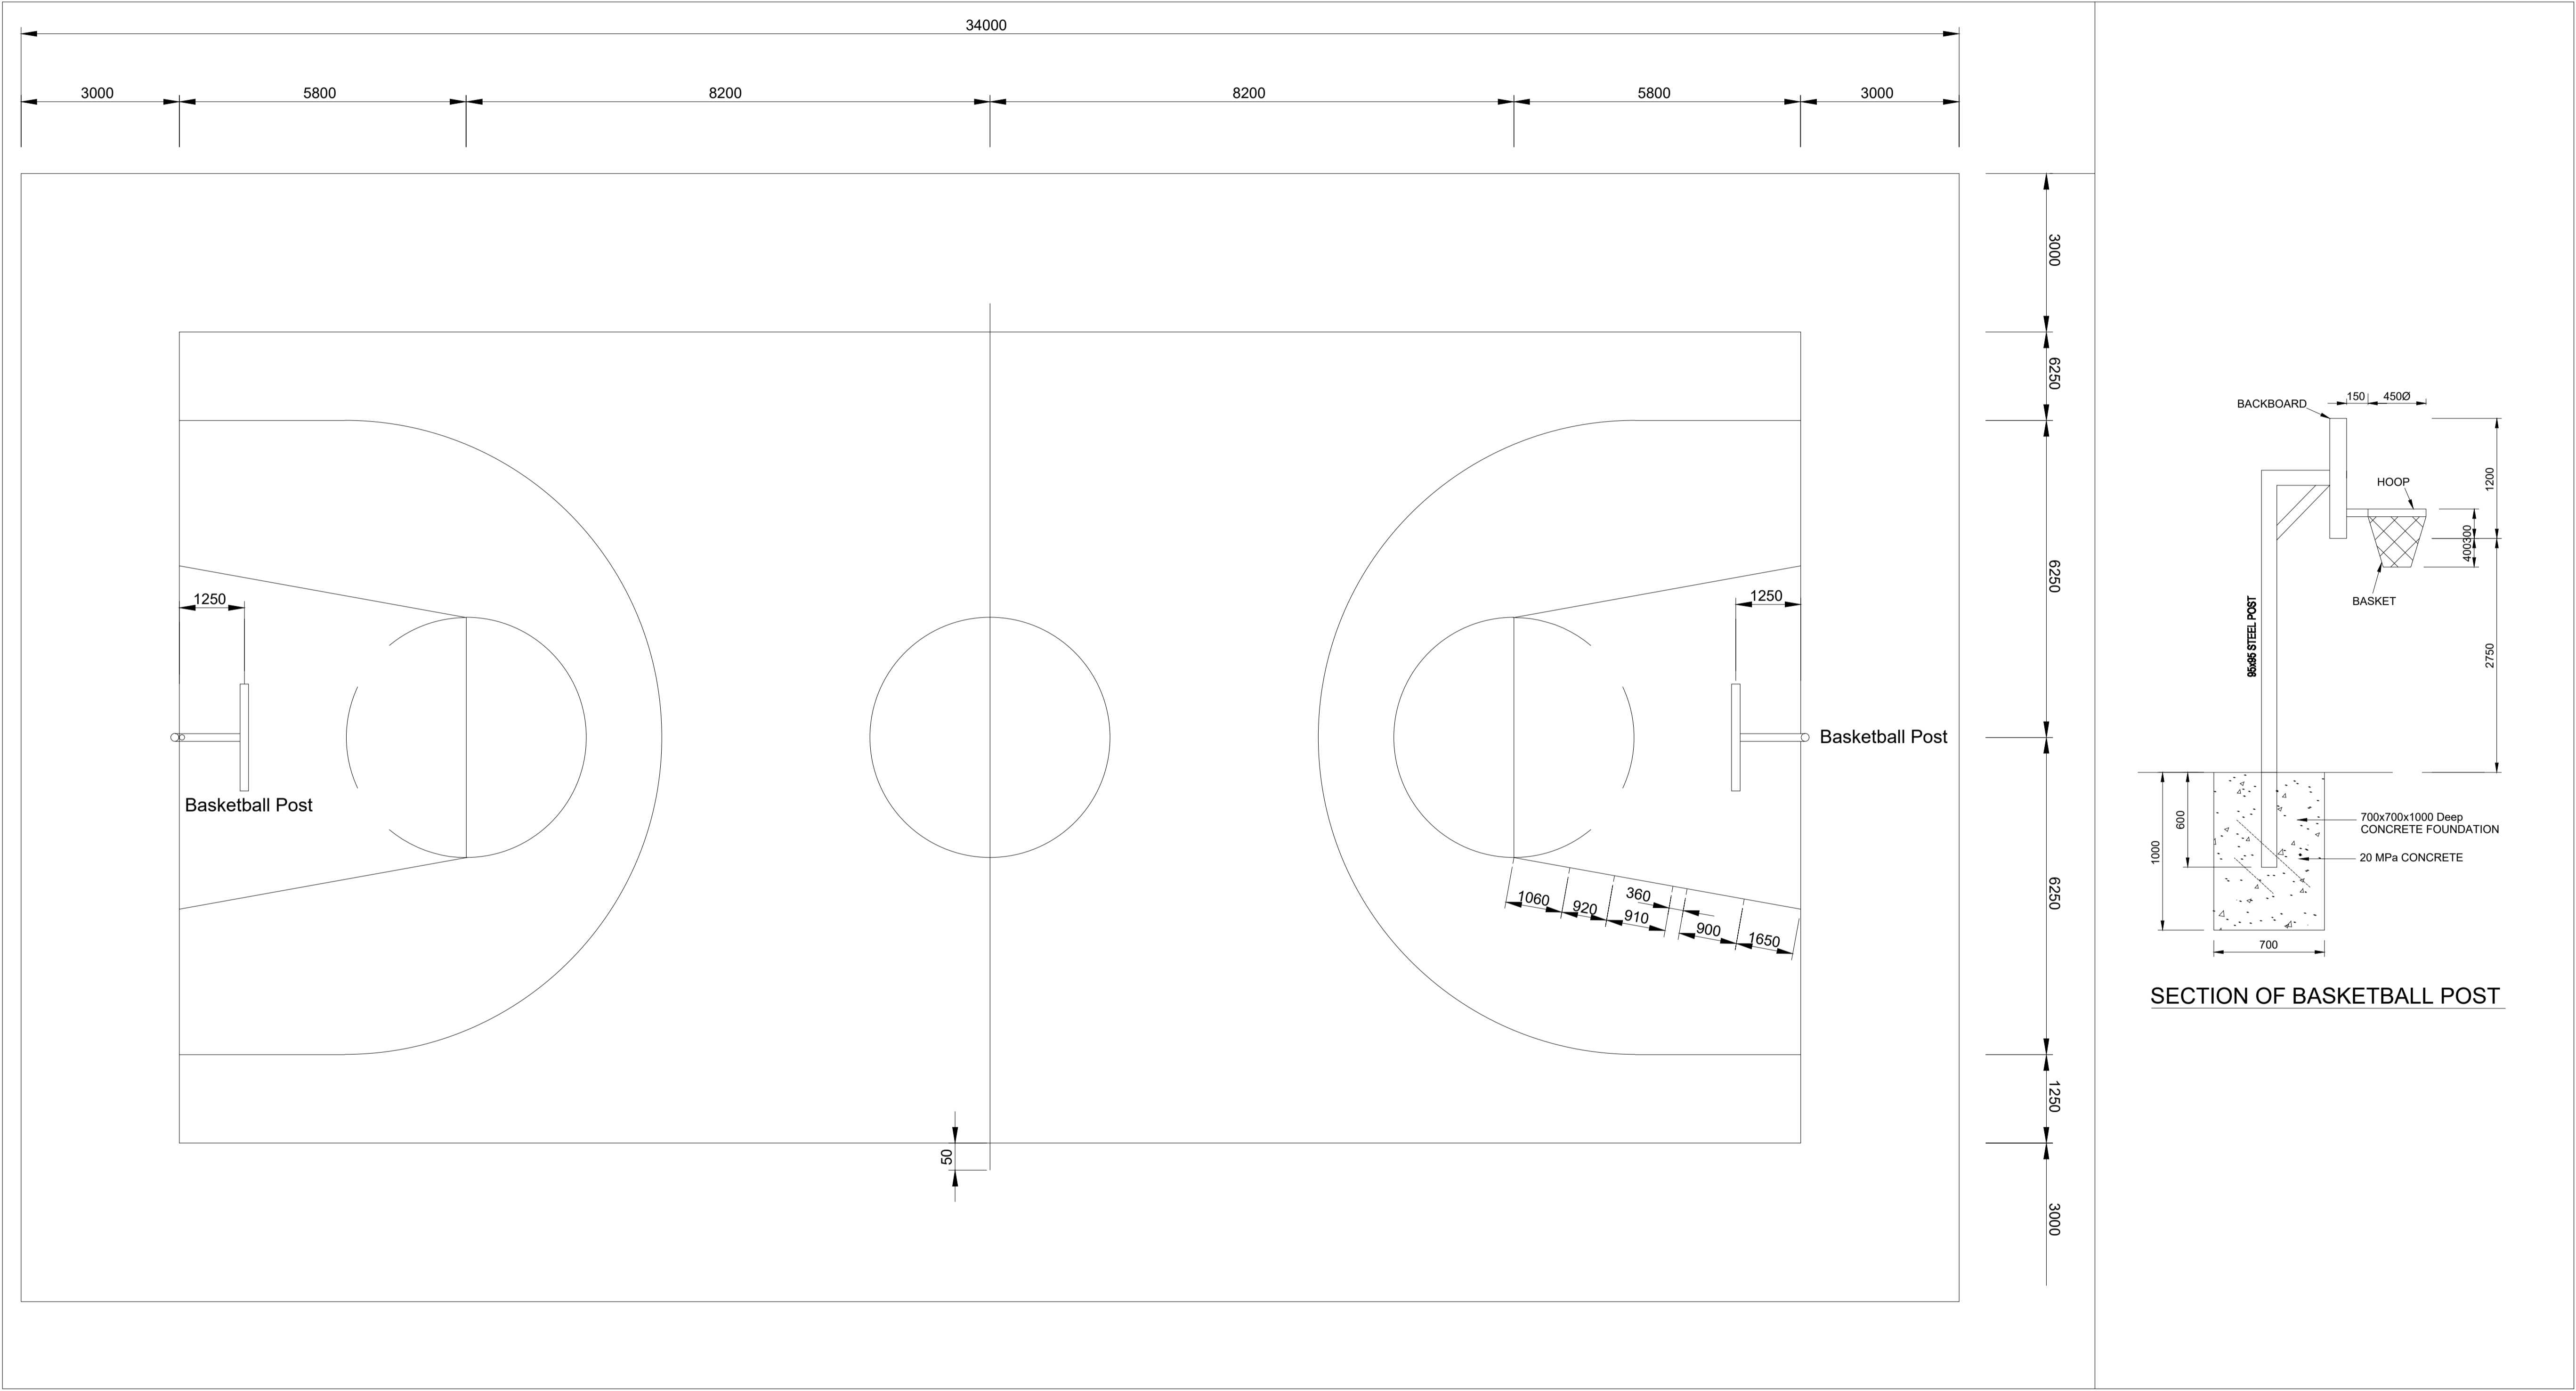 34000
3000
5800
8200
8200
5800
3000
3000
6250
6250
6250
1250
3000
1250
1250
Basketball Post
Basketball Post
1060
920
910
360
900
1650
50
BACKBOARD
150
450Ø
HOOP
1200
300
400
BASKET
95x95 STEEL POST
2750
600
1000
700x700x1000 Deep
CONCRETE FOUNDATION
20 MPa CONCRETE
700
SECTION OF BASKETBALL POST